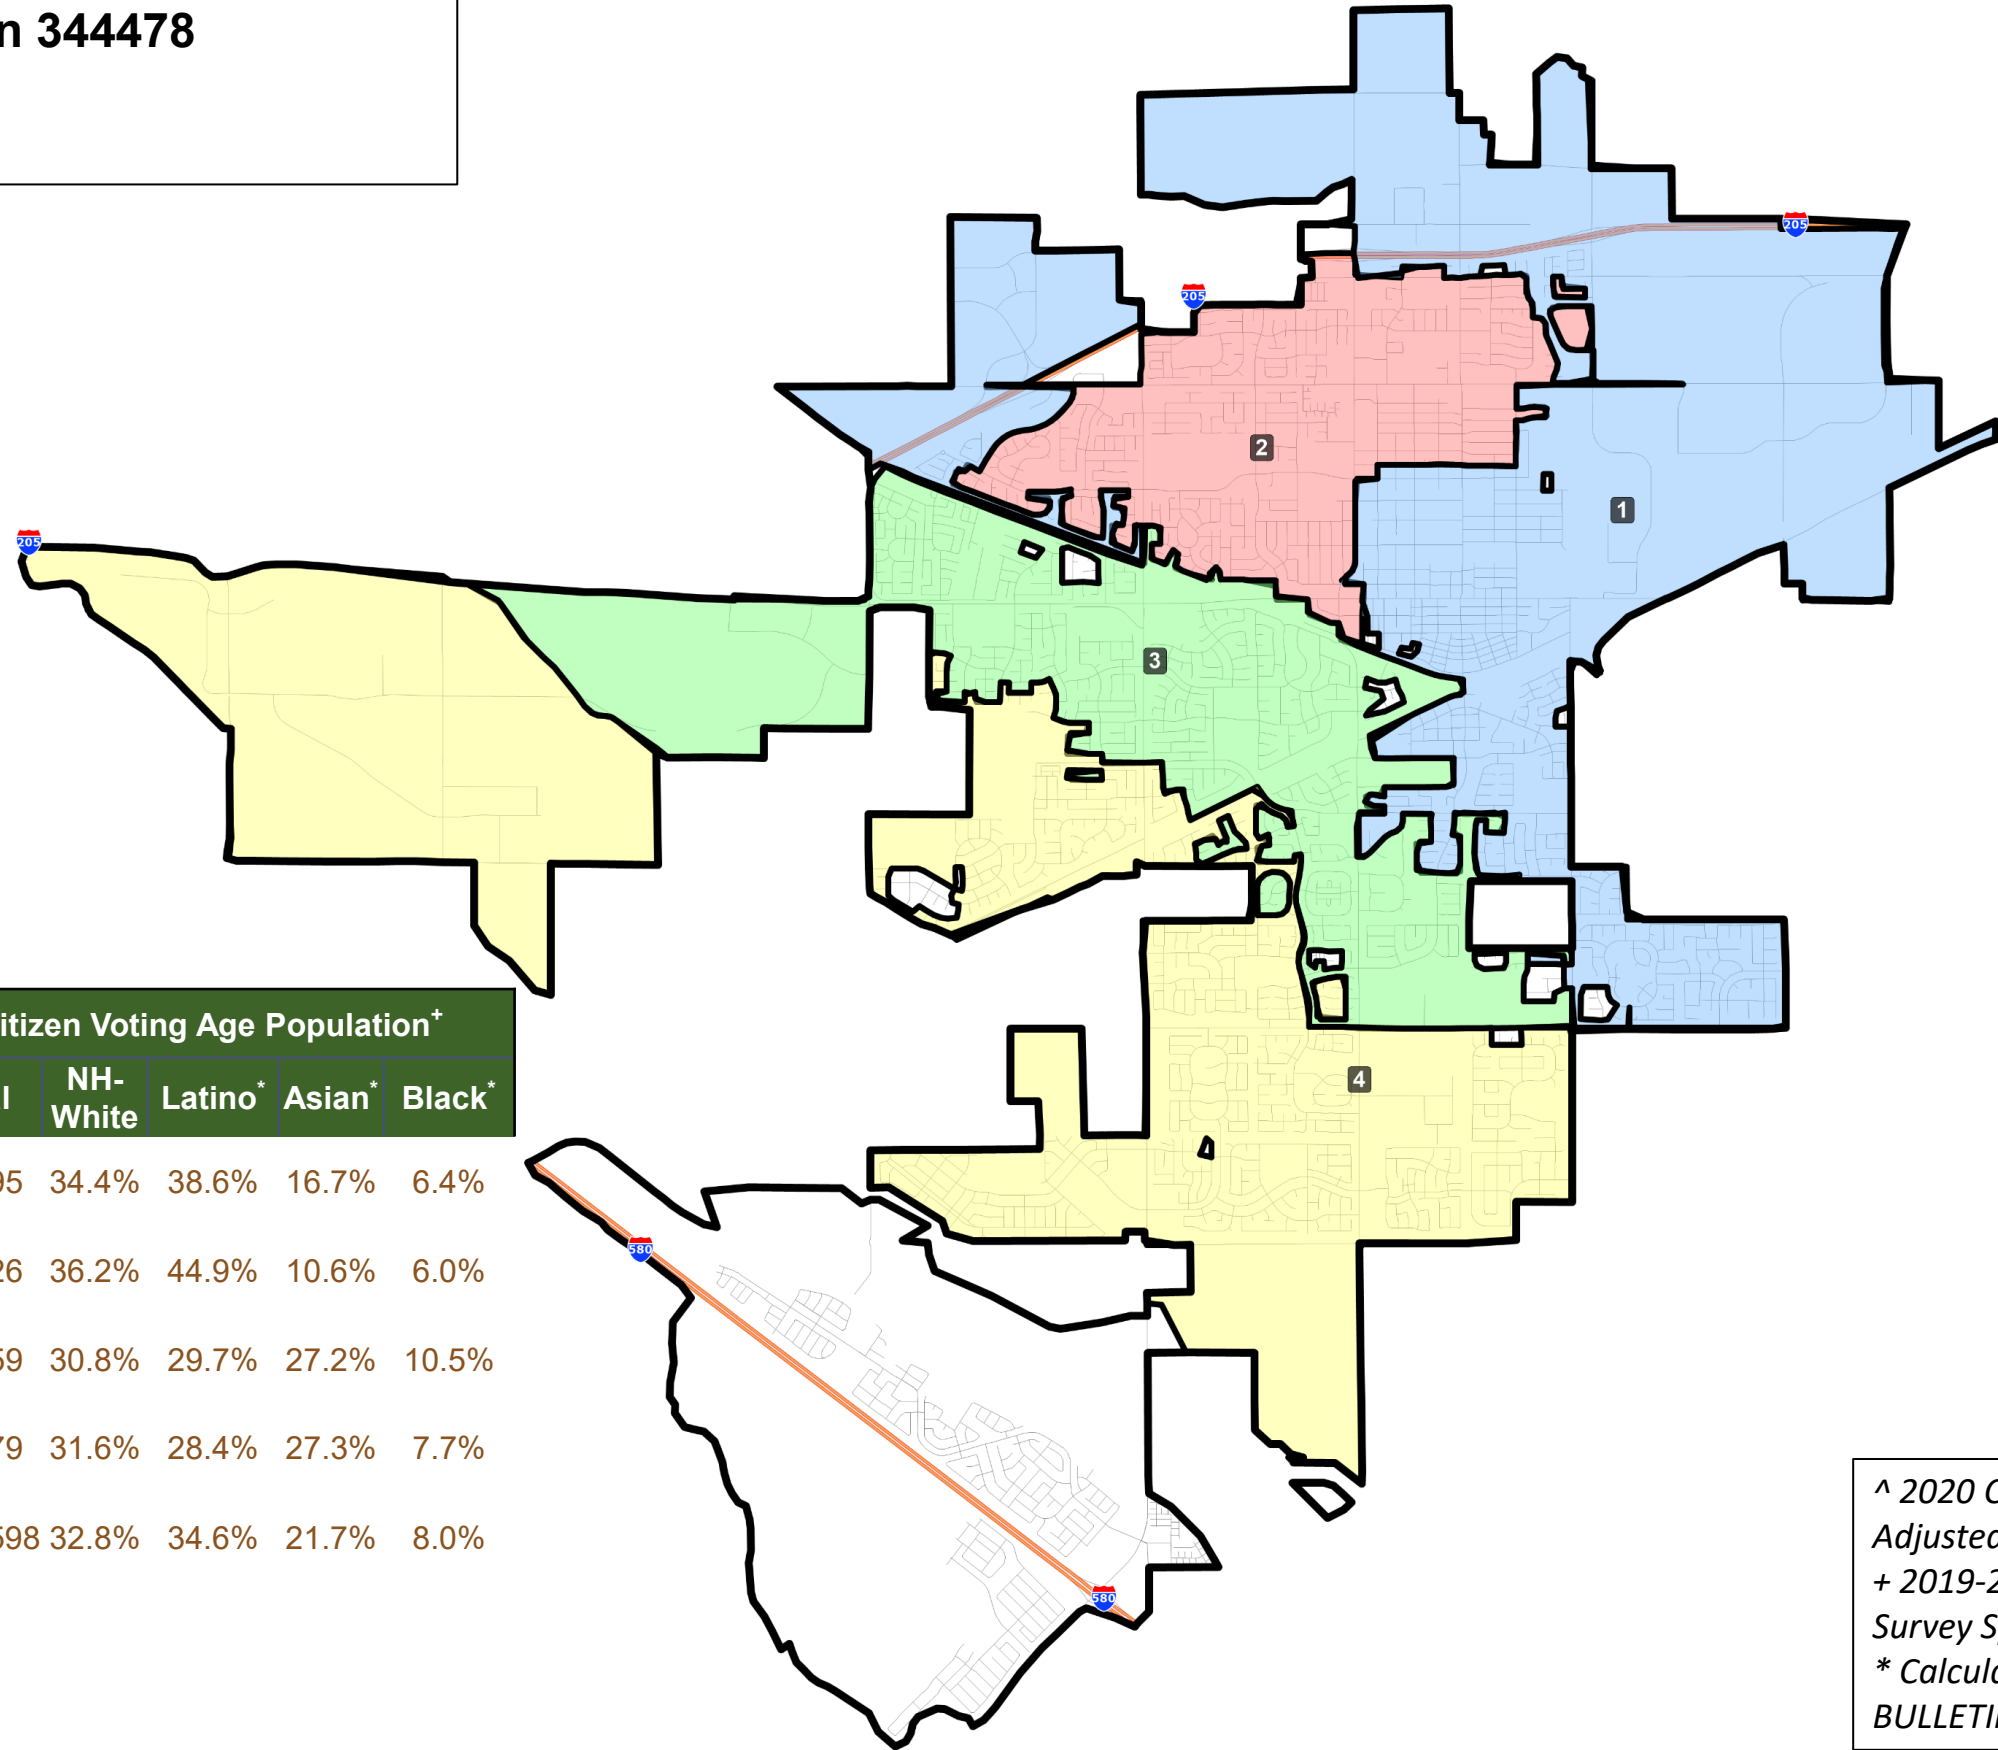 n 344478
205
205
2
1
205
3
itizen Voting Age Population+
l NH-White Latino* Asian* Black*
95 34.4% 38.6% 16.7% 6.4%
26 36.2% 44.9% 10.6% 6.0%
59 30.8% 29.7% 27.2% 10.5%
79 31.6% 28.4% 27.3% 7.7%
598 32.8% 34.6% 21.7% 8.0%
4
580
580
^ 2020 C
Adjusted
+ 2019-2
Survey S
* Calcula
BULLETI